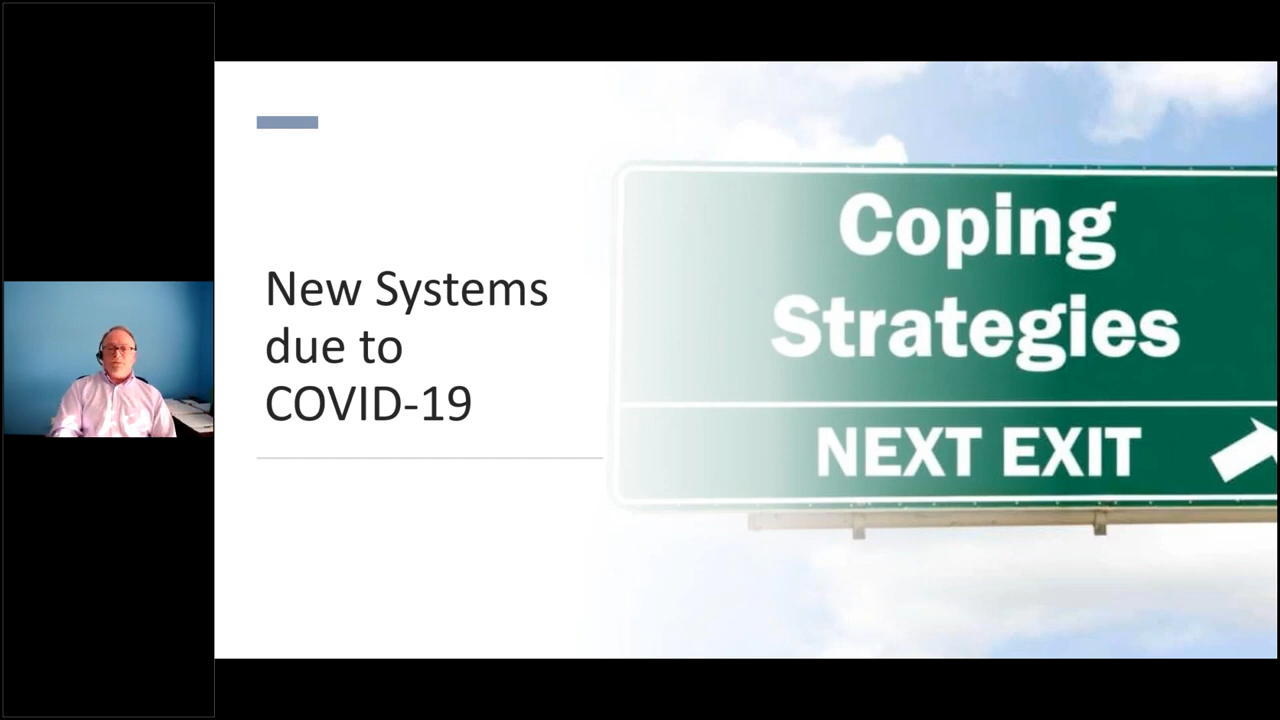 New Systems
due to
COVID-19
Coping
Strategies
NEXT EXIT